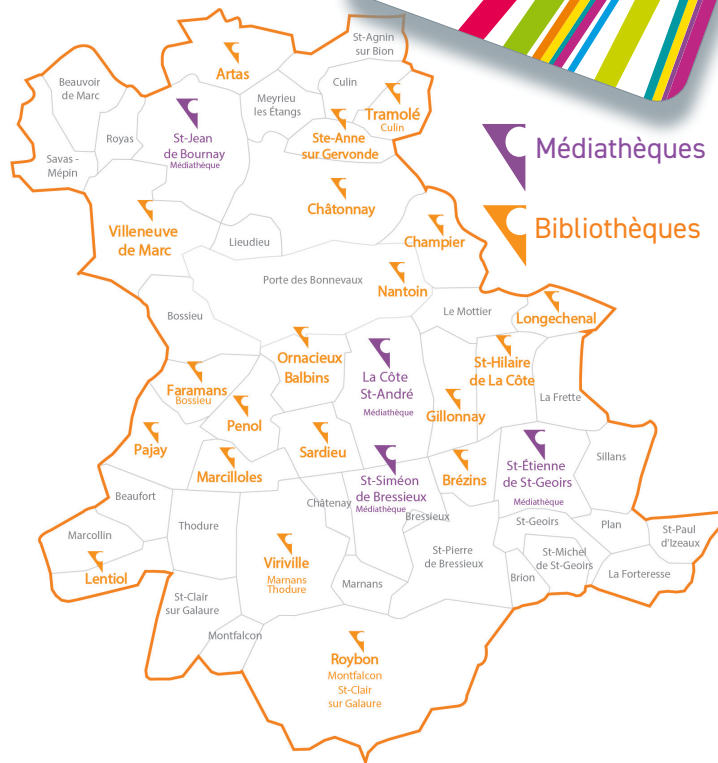 St-Agnin
sur Bion
Artas
Beauvoir
de Marc
Culin
Meyrieu
les Étangs
Tramolé
Culin
St-Jean
de Bournay
Médiathèque
Royas
Ste-Anne
sur Gervonde
Médiathèques
Savas -
Mépin
Châtonnay
Villeneuve
de Marc
Lieudieu
Champier
Bibliothèques
Porte des Bonnevaux
Nantoin
Bossieu
Le Mottier
Longechenal
Ornacieux
Balbins
La Côte
St-André
Médiathèque
St-Hilaire
de La Côte
Faramans
Bossieu
La Frette
Penol
Gillonnay
Pajay
Sardieu
Marcilloles
St-Siméon
de Bressieux
Médiathèque
Brézins
St-Étienne
de St-Geoirs
Médiathèque
Sillans
Beaufort
Châtenay
Bressieux
Thodure
St-Geoirs
Plan
St-Paul
d'Izeaux
Marcollin
St-Pierre
de Bressieux
St-Michel
de St-Geoirs
Lentiol
Viriville
Marnans
Thodure
Marnans
Brion
La Forteresse
St-Clair
sur Galaure
Montfalcon
Roybon
Montfalcon
St-Clair
sur Galaure